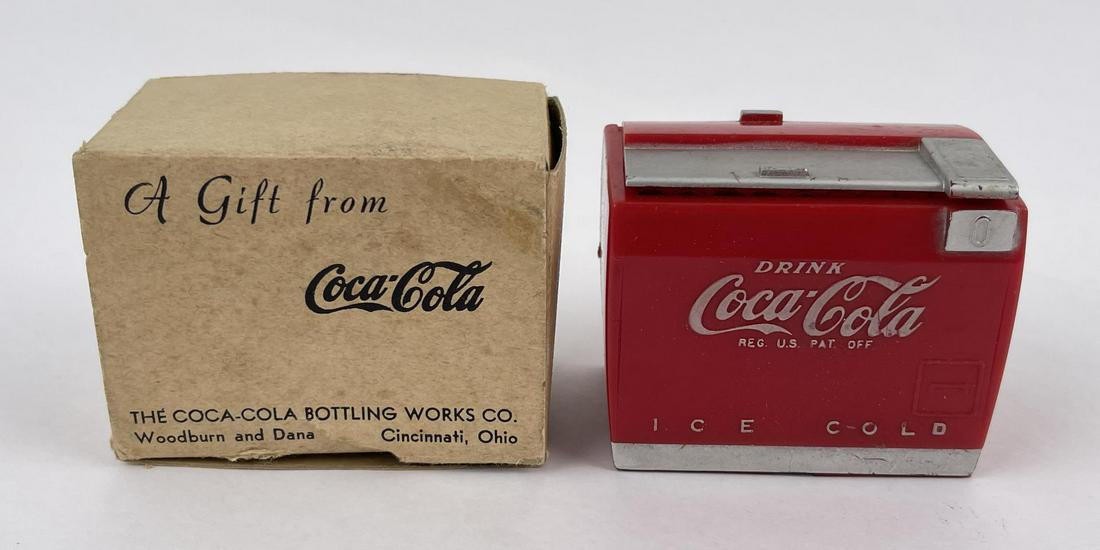 A Gift from
Coca-Cola
THE COCA-COLA BOTTLING WORKS CO.
Woodburn and Dana Cincinnati, Ohio
DRINK
Coca-Cola
REG. U.S. PAT. OFF
ICE COLD